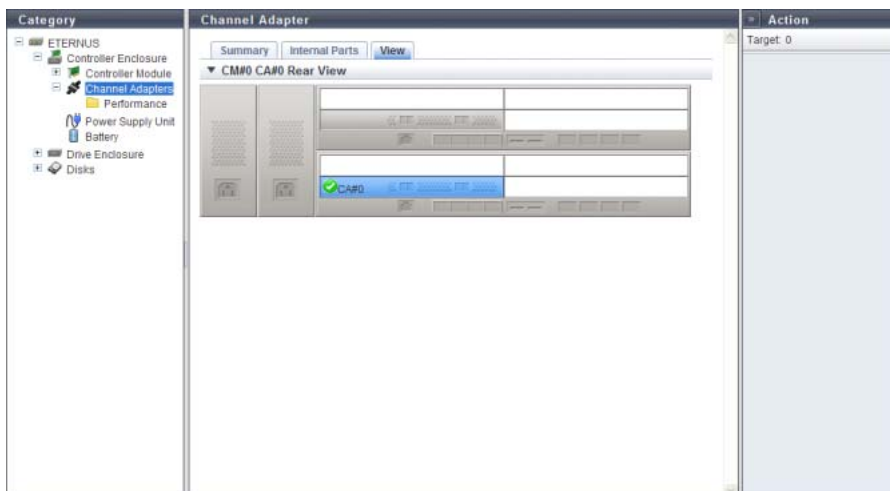 Category
ETERNUS
Controller Enclosure
Controller Module
Channel Adapters
Performance
Power Supply Unit
Battery
Drive Enclosure
Disks
Channel Adapter
Summary
Internal Parts
View
CM#0 CA#0 Rear View
CA#0
Action
Target: 0